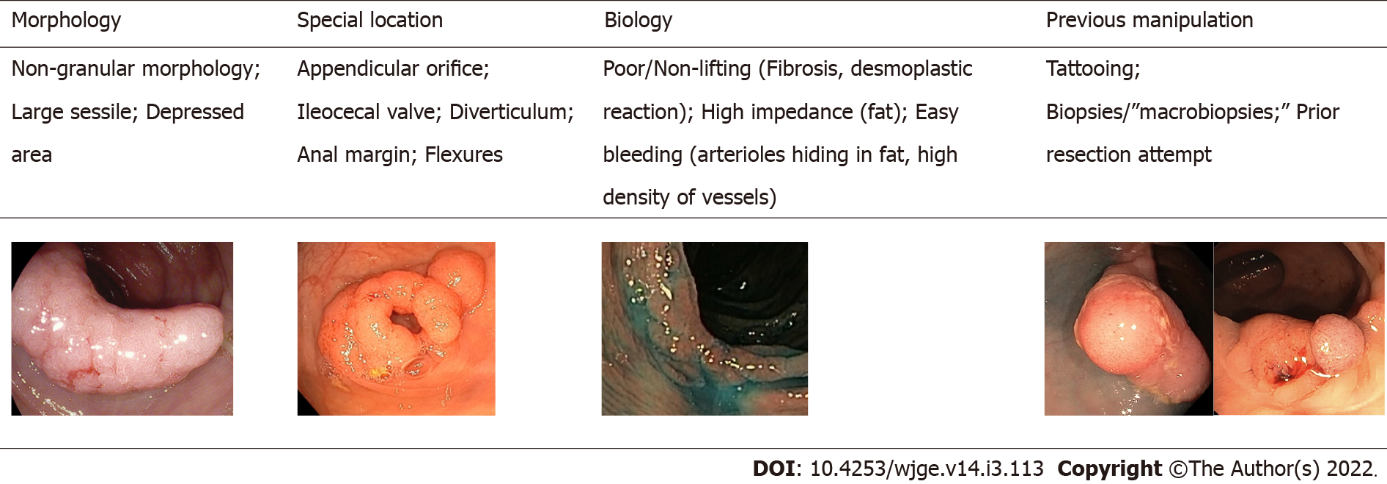 Morphology
Special location
Biology
Previous manipulation
Non-granular morphology;
Large sessile; Depressed
area
Appendicular orifice;
Ileocecal valve; Diverticulum;
Anal margin; Flexures
Poor/Non-lifting (Fibrosis, desmoplastic
reaction); High impedance (fat); Easy
bleeding (arterioles hiding in fat, high
density of vessels)
Tattooing;
Biopsies/”macrobiopsies;” Prior
resection attempt
DOI: 10.4253/wjge.v14.i3.113 Copyright ©The Author(s) 2022.